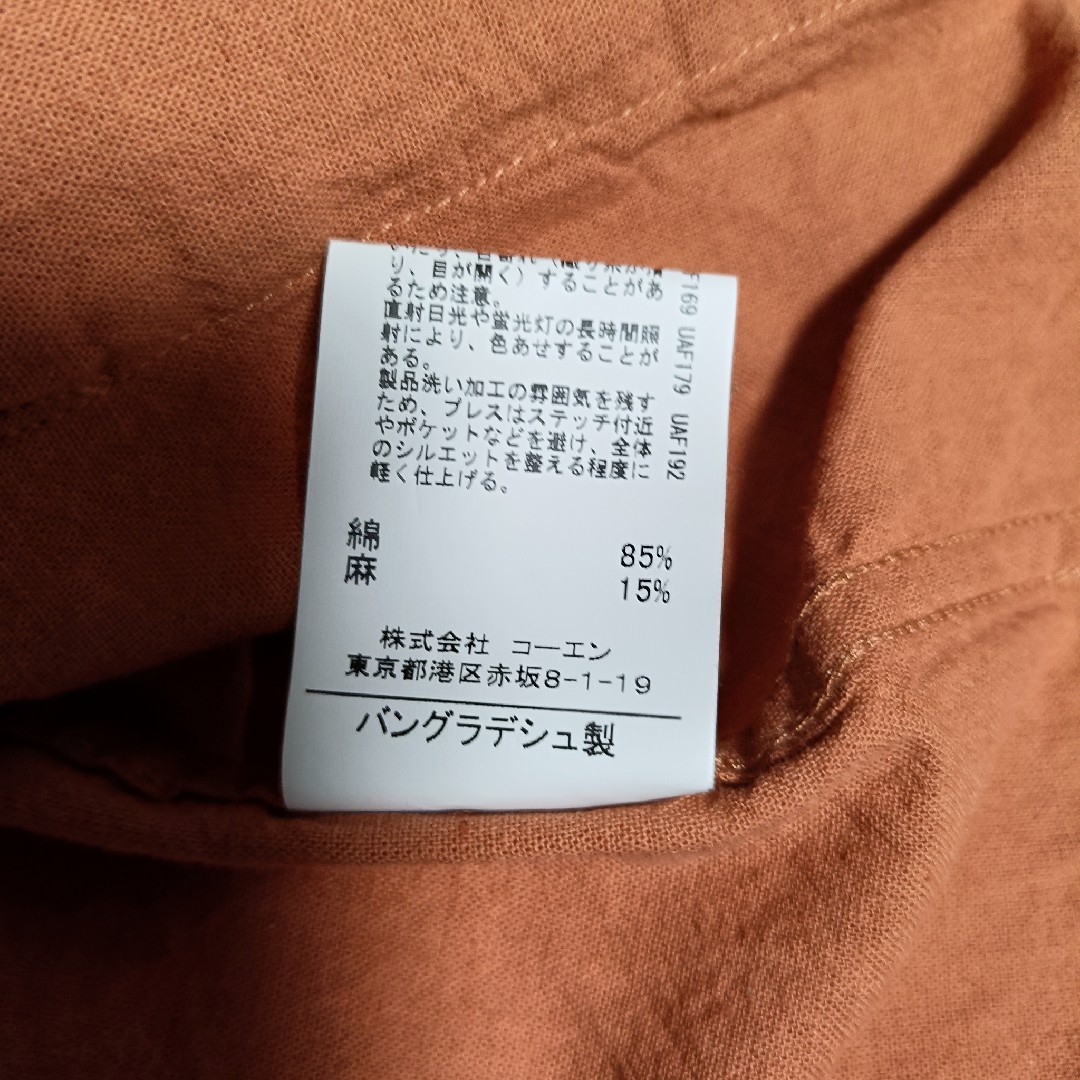 り、目が開く）することがあ
るため注意。
直射日光や蛍光灯の長時間照
射により、色あせすることが
ある。
製品洗い加工の雰囲気を残す
ため、プレスはステッチ付近
やポケットなどを避け、全体
のシルエットを整える程度に
軽く仕上げる。
綿 85%
麻 15%
株式会社 コーエン
東京都港区赤坂8-1-19
バングラデシュ製
F169 UAF179 UAF192